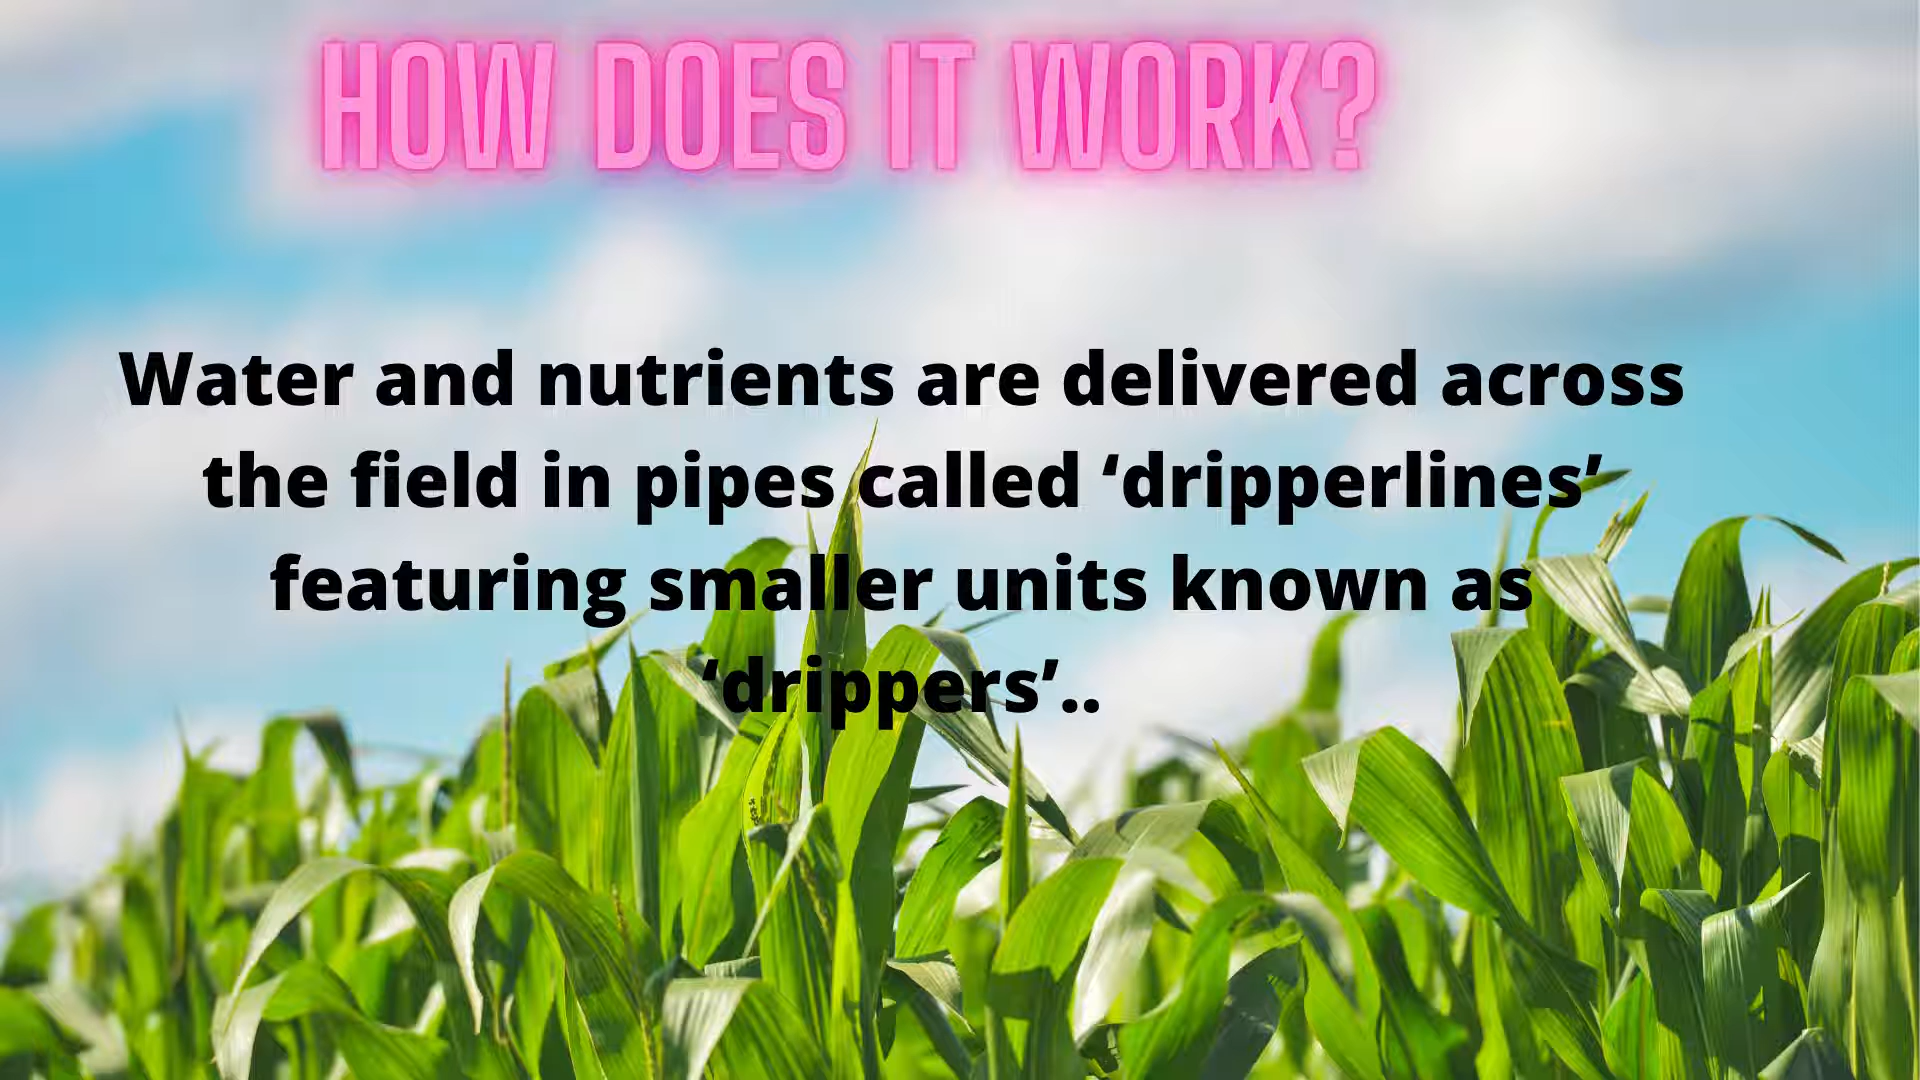 HOW DOES IT WORK?
Water and nutrients are delivered across
the field in pipes called ‘dripperlines’
featuring smaller units known as
‘drippers’..